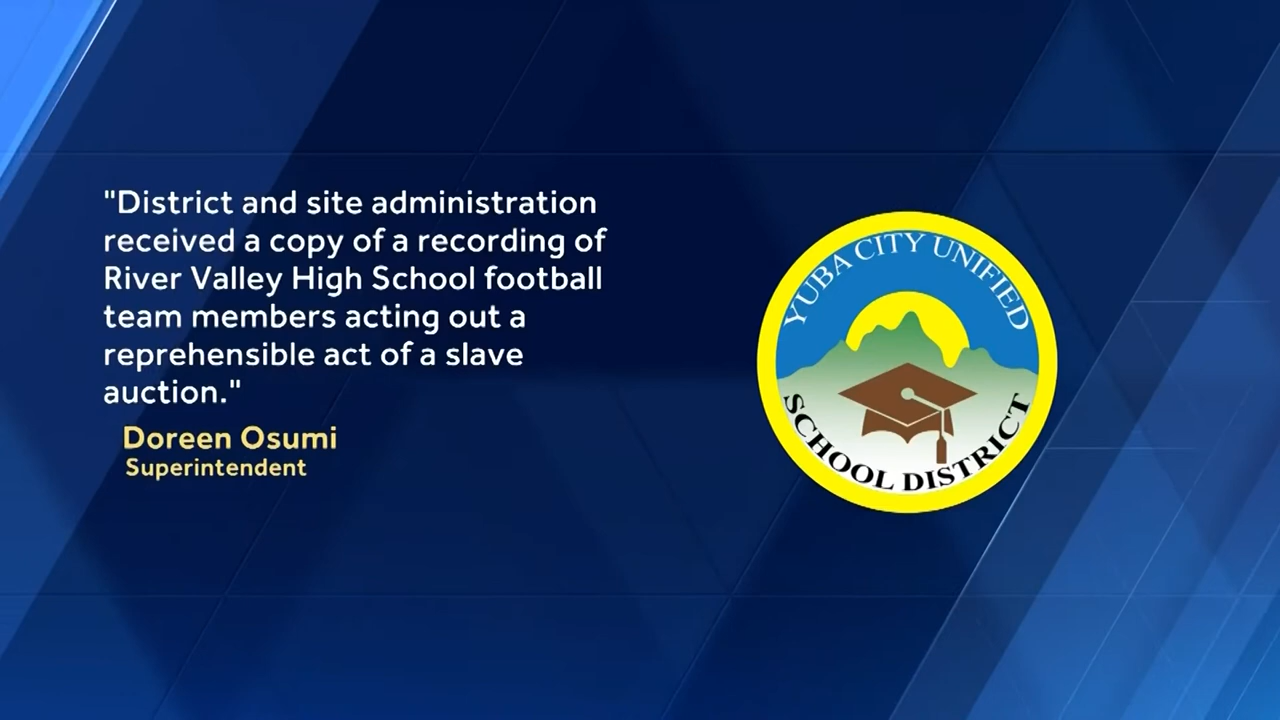 "District and site administration
received a copy of a recording of
River Valley High School football
team members acting out a
reprehensible act of a slave
auction."
Doreen Osumi
Superintendent
YUBA CITY UNIFIED
SCHOOL DISTRICT